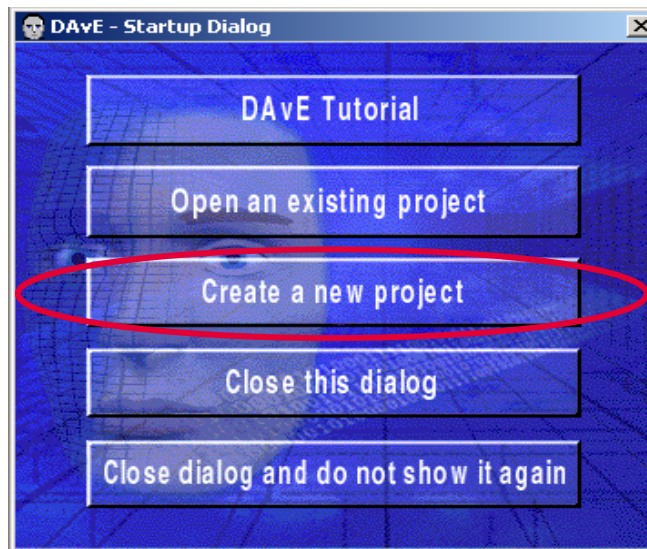 DAvE - Startup Dialog
DAvE Tutorial
Open an existing project
Create a new project
Close this dialog
Close dialog and do not show it again